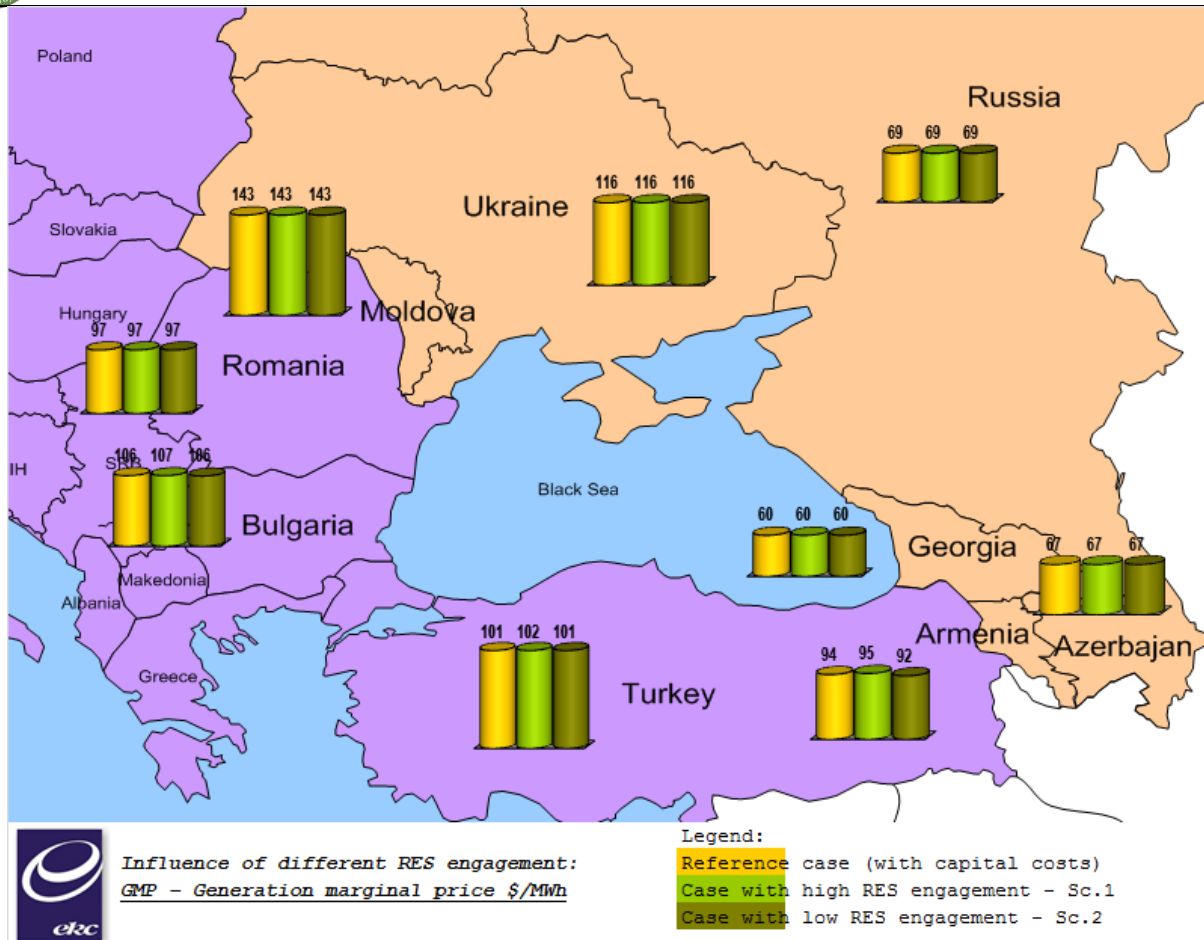 Poland
Russia
69 69 69
Ukraine
116 116 116
143 143 143
Slovakia
Moldova
Hungary
97 97 97
Romania
106 107 106
SRB
IH
Bulgaria
Black Sea
60 60 60
Georgia
67 67 67
Makedonia
Albania
Armenia
Azerbajan
101 102 101
94 95 92
Greece
Turkey
ekc
Influence of different RES engagement:
GMP - Generation marginal price $/MWh
Legend:
Reference case (with capital costs)
Case with high RES engagement - Sc.1
Case with low RES engagement - Sc.2